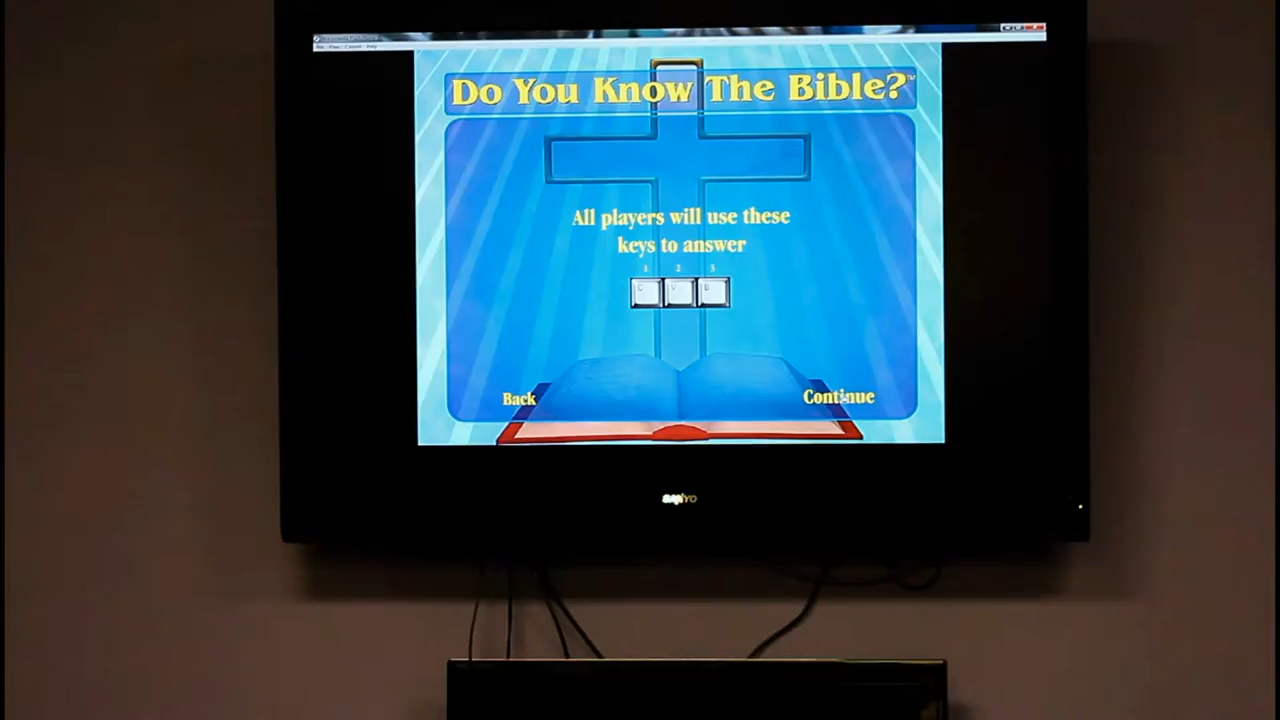 Do You Know The Bible?™
All players will use these
keys to answer
1 2 3
C V B
Back
Continue
SANYO